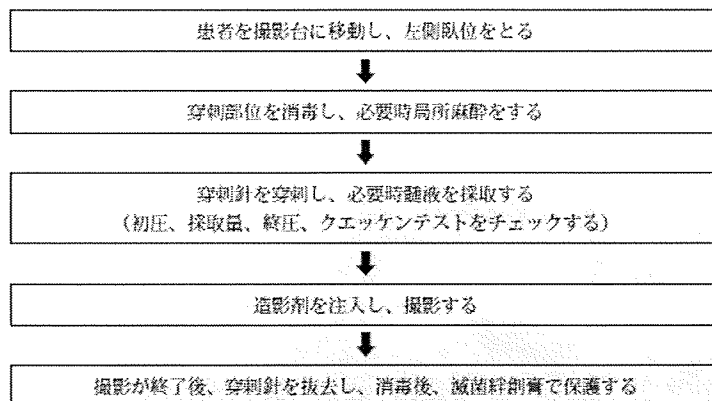 患者を撮影台に移動し、左側臥位をとる
穿刺部位を消毒し、必要時局所麻酔をする
穿刺針を穿刺し、必要時髄液を採取する
（初圧、採取量、終圧、クエッケンテストをチェックする）
造影剤を注入し、撮影する
撮影が終了後、穿刺針を抜去し、消毒後、滅菌絆創膏で保護する